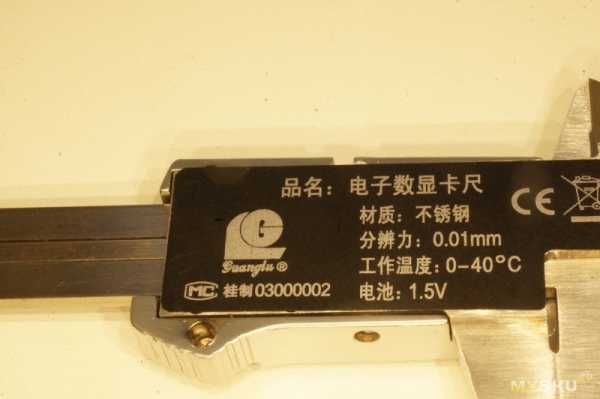 品名：电子数显卡尺
材质：不锈钢
分辨力：0.01mm
工作温度：0-40°C
电池：1.5V
Guanglu®
MC 桂制03000002
CE
MYSKU